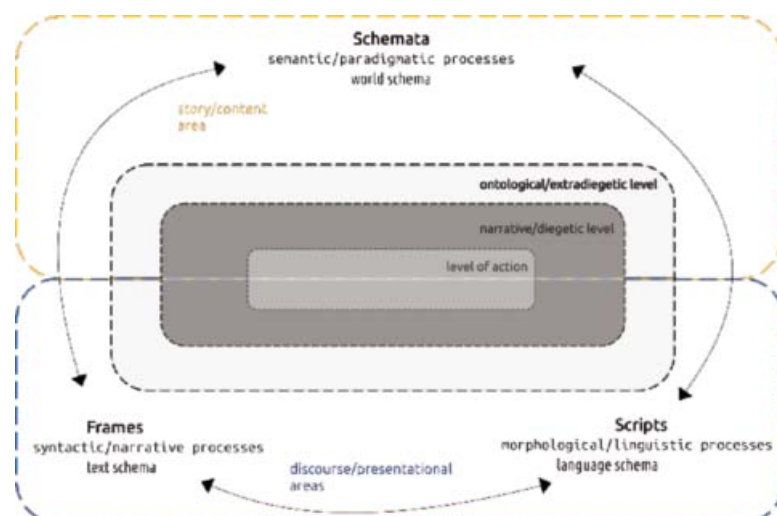 Schemata
semantic/paradigmatic processes
world schema
story/content
area
ontological/extradiegetic level
narrative/diegetic level
level of action
Frames
syntactic/narrative processes
text schema
Scripts
morphological/linguistic processes
language schema
discourse/presentational
areas